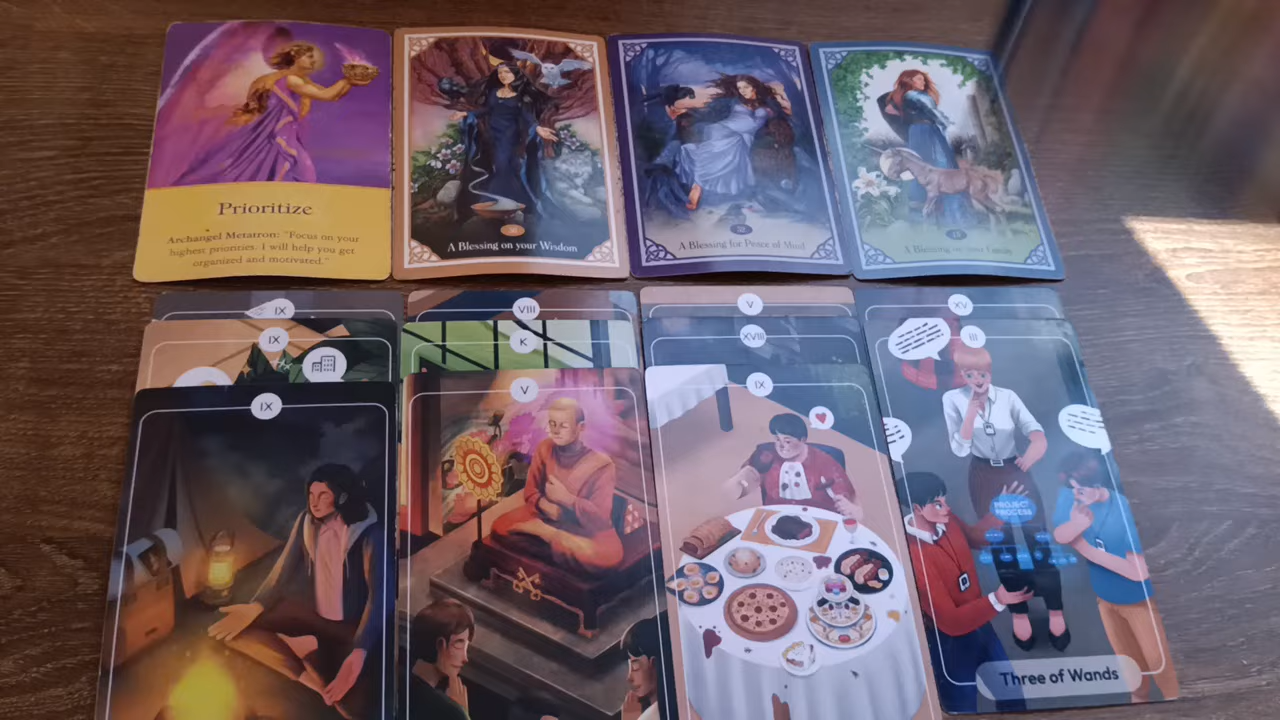 Prioritize
Archangel Metatron: "Focus on your
highest priorities. I will help you get
organized and motivated."
A Blessing on your Wisdom
A Blessing for Peace of Mind
A Blessing on your
IX
VIII
V
XV
IX
K
XVIII
III
IX
V
IX
PROJECT
PROCESS
Three of Wands